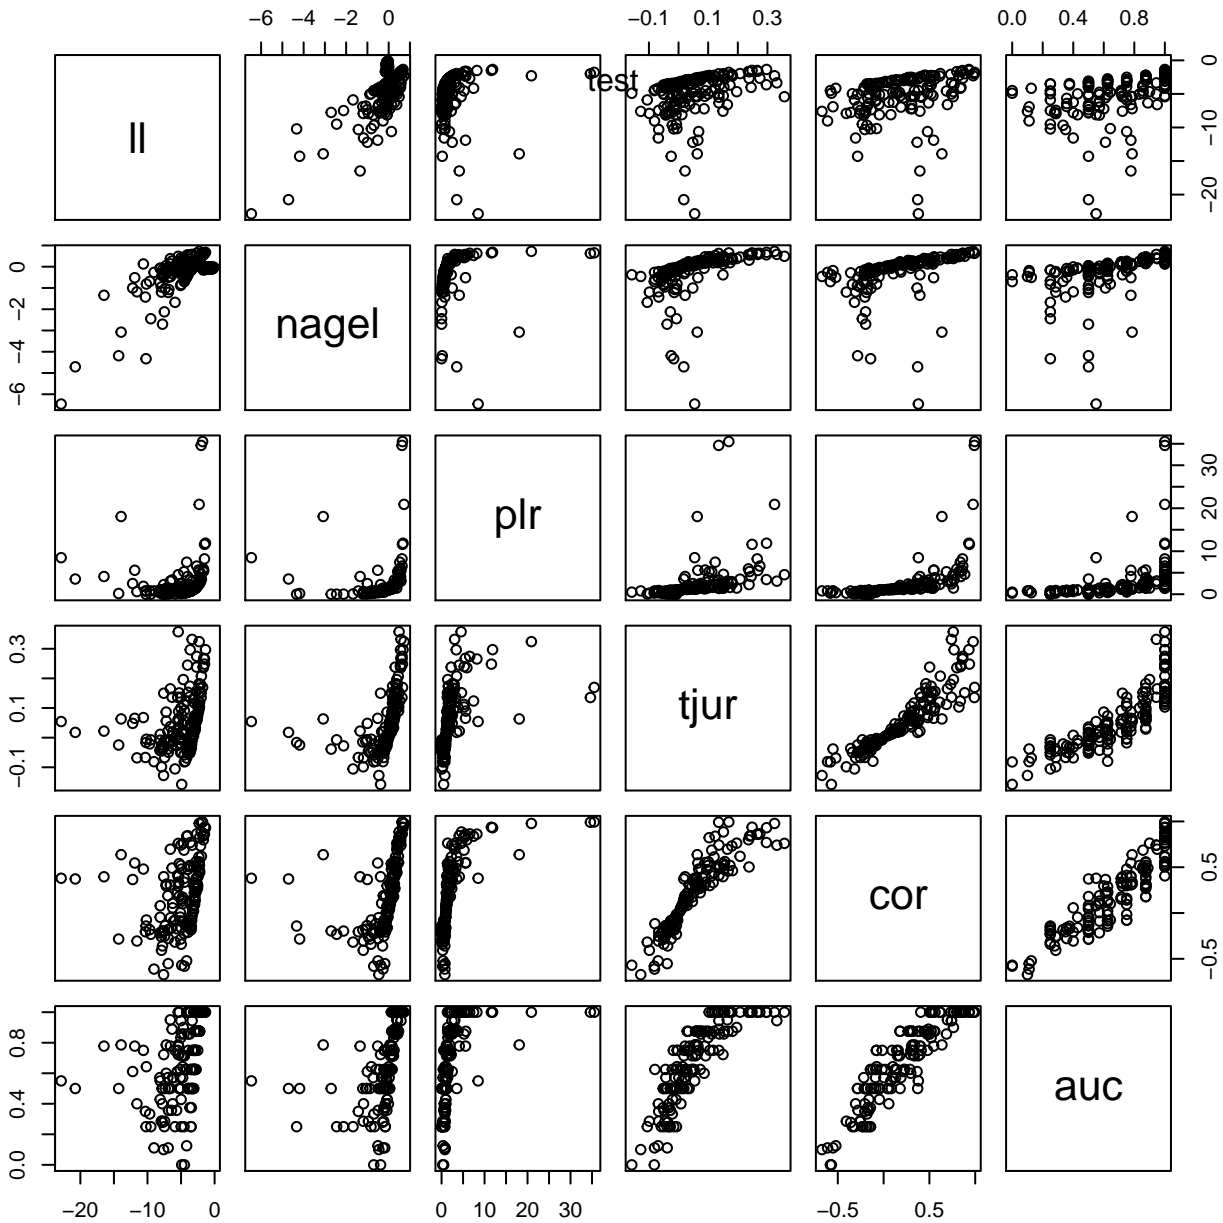 −6 −4 −2 0 −0.1 0.1 0.3 0.0 0.4 0.8
ll test 0 −10 −20
0 −2 −4 −6 nagel
plr 30 20 10 0
0.3 0.1 −0.1 tjur
cor 0.5 −0.5
0.8 0.4 0.0 auc
−20 −10 0 0 10 20 30 −0.5 0.5